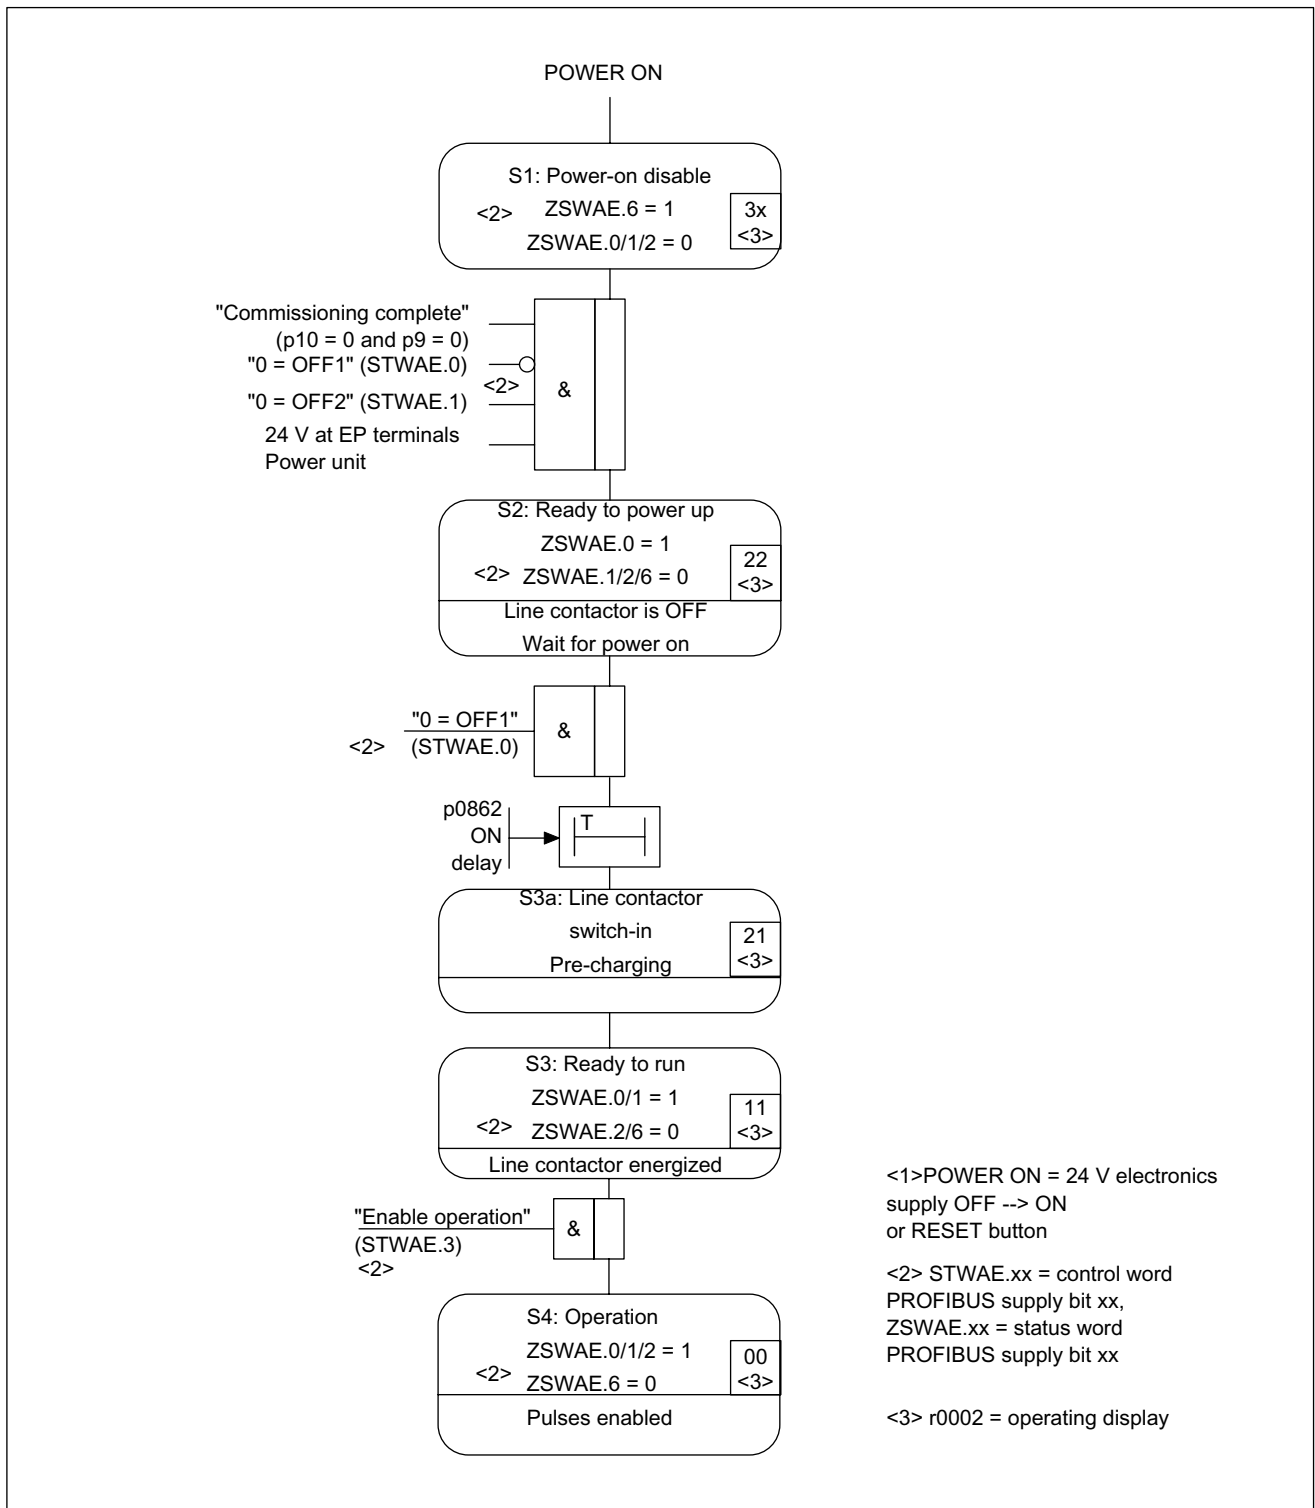 POWER ON
S1: Power-on disable
<2> ZSWAE.6 = 1
ZSWAE.0/1/2 = 0
3x
<3>
"Commissioning complete"
(p10 = 0 and p9 = 0)
"0 = OFF1" (STWAE.0)
<2>
"0 = OFF2" (STWAE.1)
24 V at EP terminals
Power unit
&
S2: Ready to power up
ZSWAE.0 = 1
<2> ZSWAE.1/2/6 = 0
22
<3>
Line contactor is OFF
Wait for power on
"0 = OFF1"
<2> (STWAE.0)
&
p0862
ON
delay
T
S3a: Line contactor
switch-in
Pre-charging
21
<3>
S3: Ready to run
ZSWAE.0/1 = 1
<2> ZSWAE.2/6 = 0
11
<3>
Line contactor energized
"Enable operation"
(STWAE.3)
<2>
&
S4: Operation
ZSWAE.0/1/2 = 1
<2> ZSWAE.6 = 0
00
<3>
Pulses enabled
<1>POWER ON = 24 V electronics
supply OFF --> ON
or RESET button
<2> STWAE.xx = control word
PROFIBUS supply bit xx,
ZSWAE.xx = status word
PROFIBUS supply bit xx
<3> r0002 = operating display